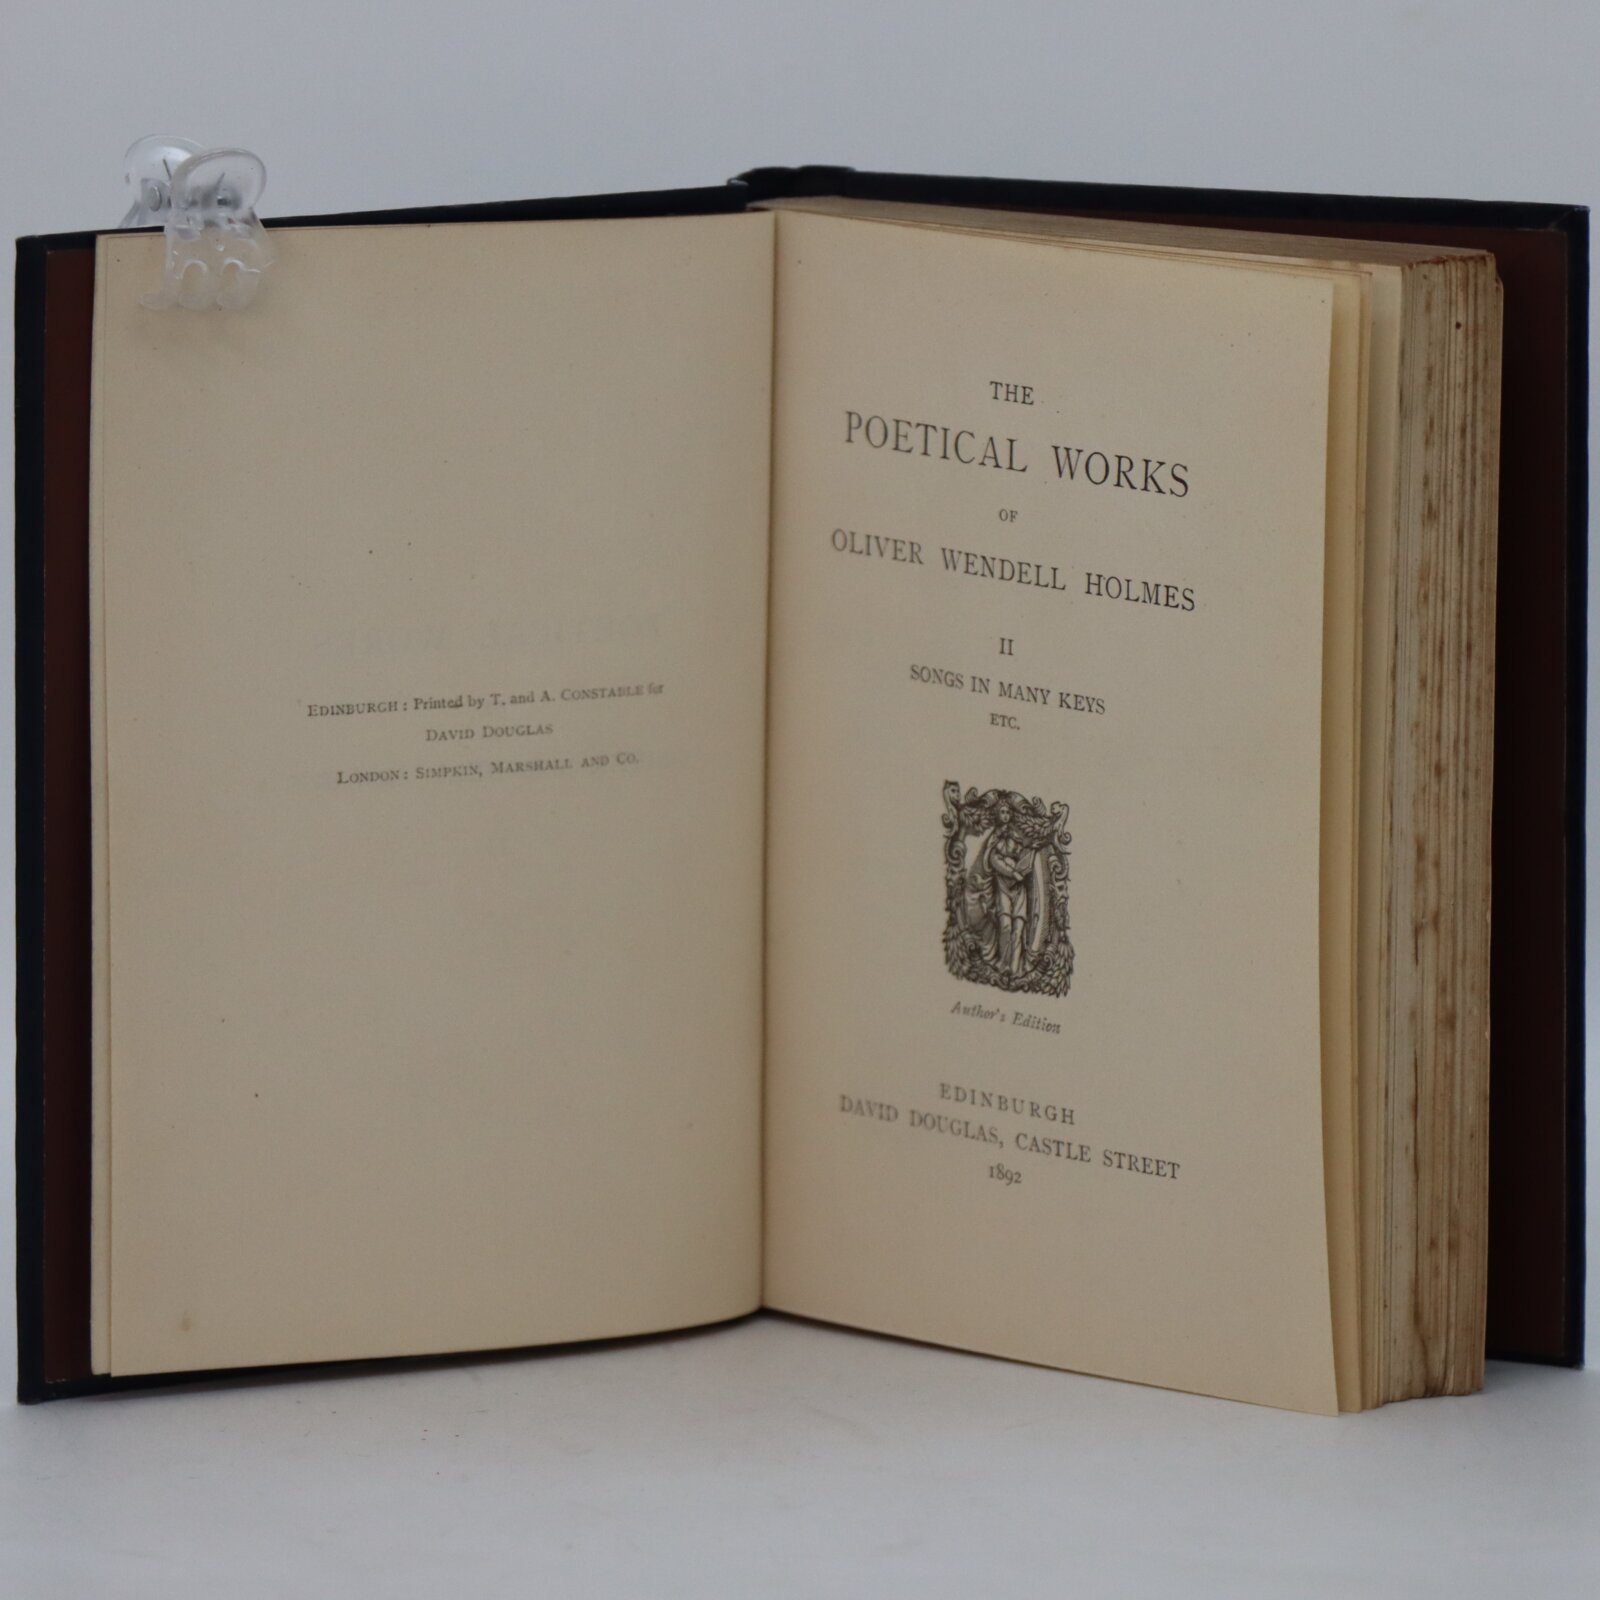 EDINBURGH: Printed by T. and A. CONSTABLE for
DAVID DOUGLAS
LONDON: SIMPKIN, MARSHALL AND CO.
THE
POETICAL WORKS
OF
OLIVER WENDELL HOLMES
II
SONGS IN MANY KEYS
ETC.
Author's Edition
EDINBURGH
DAVID DOUGLAS, CASTLE STREET
1892